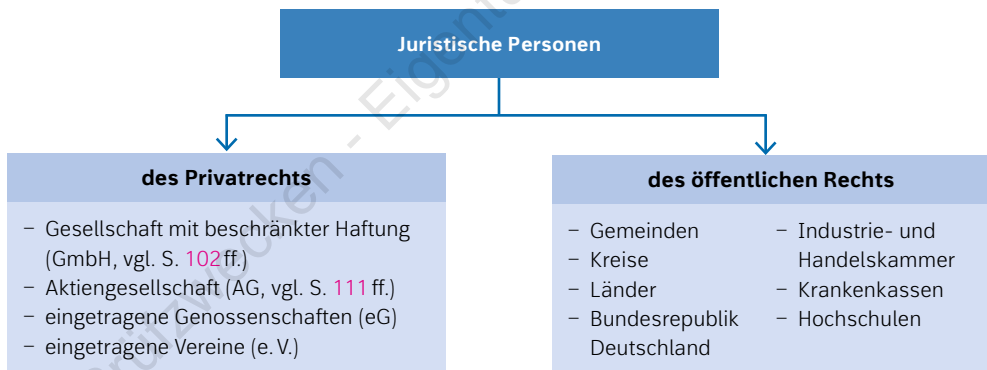 Juristische Personen
des Privatrechts
– Gesellschaft mit beschränkter Haftung
(GmbH, vgl. S. 102 ff.)
– Aktiengesellschaft (AG, vgl. S. 111 ff.)
– eingetragene Genossenschaften (eG)
– eingetragene Vereine (e. V.)
des öffentlichen Rechts
– Gemeinden
– Kreise
– Länder
– Bundesrepublik
Deutschland
– Industrie- und
Handelskammer
– Krankenkassen
– Hochschulen